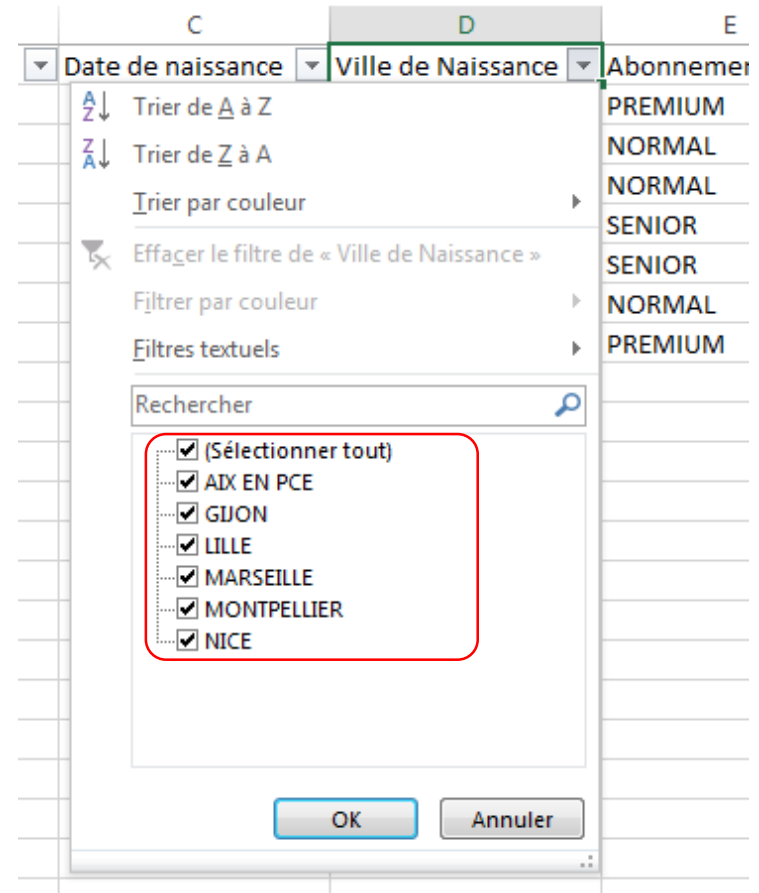 C D E
Date de naissance Ville de Naissance Abonnemen
Trier de A à Z PREMIUM
Trier de Z à A NORMAL
Trier par couleur NORMAL
SENIOR
Effacer le filtre de « Ville de Naissance » SENIOR
Filtrer par couleur NORMAL
Filtres textuels PREMIUM
Rechercher
(Sélectionner tout)
AIX EN PCE
GIJON
LILLE
MARSEILLE
MONTPELLIER
NICE
OK Annuler